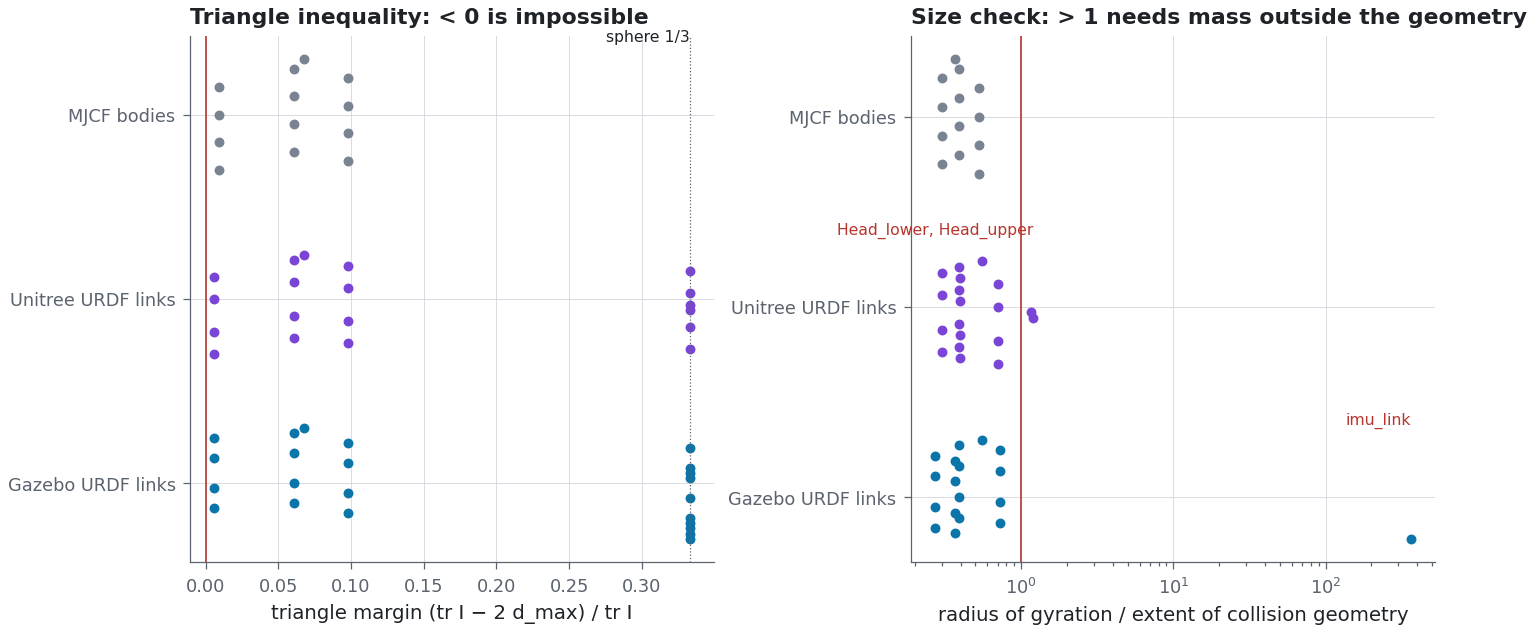 Triangle inequality: < 0 is impossible
sphere 1/3
MJCF bodies
Unitree URDF links
Gazebo URDF links
0.00 0.05 0.10 0.15 0.20 0.25 0.30
triangle margin (tr I − 2 d_max) / tr I
Size check: > 1 needs mass outside the geometry
MJCF bodies
Head_lower, Head_upper
Unitree URDF links
imu_link
Gazebo URDF links
10⁰ 10¹ 10²
radius of gyration / extent of collision geometry